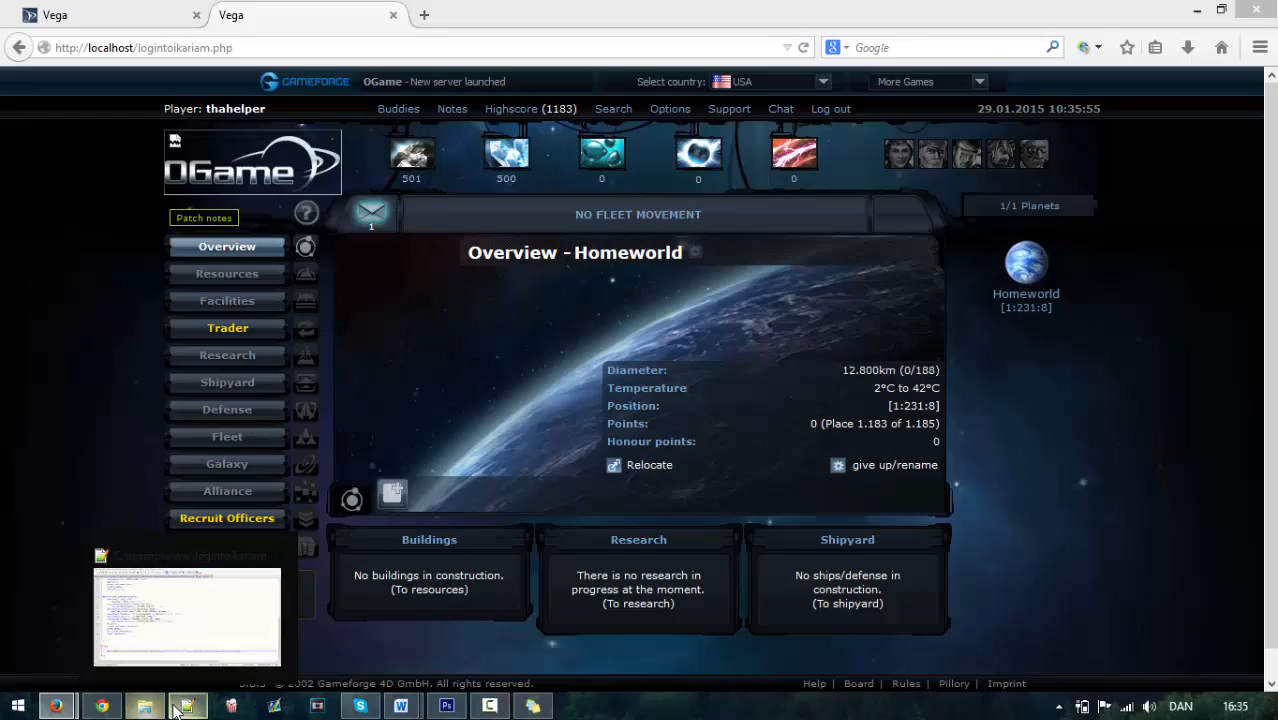 Vega
Vega
http://localhost/logintoikariam.php
Google
GAMEFORGE
OGame - New server launched
Select country:
USA
More Games
Player: thahelper
Buddies
Notes
Highscore (1183)
Search
Options
Support
Chat
Log out
29.01.2015 10:35:55
OGame
501
500
0
0
0
Patch notes
?
1
NO FLEET MOVEMENT
1/1 Planets
Overview
Resources
Facilities
Trader
Research
Shipyard
Defense
Fleet
Galaxy
Alliance
Recruit Officers
Overview - Homeworld
Homeworld
[1:231:8]
Diameter: 12.800km (0/188)
Temperature 2°C to 42°C
Position: [1:231:8]
Points: 0 (Place 1.183 of 1.185)
Honour points: 0
Relocate
give up/rename
Buildings
No buildings in construction.
(To resources)
Research
There is no research in
progress at the moment.
(To research)
Shipyard
No ships/defense in
construction.
(To shipyard)
C:\wamp\www\logintoikariam...
© 2002 Gameforge 4D GmbH. All rights reserved.
Help
Board
Rules
Pillory
Imprint
DAN
16:35